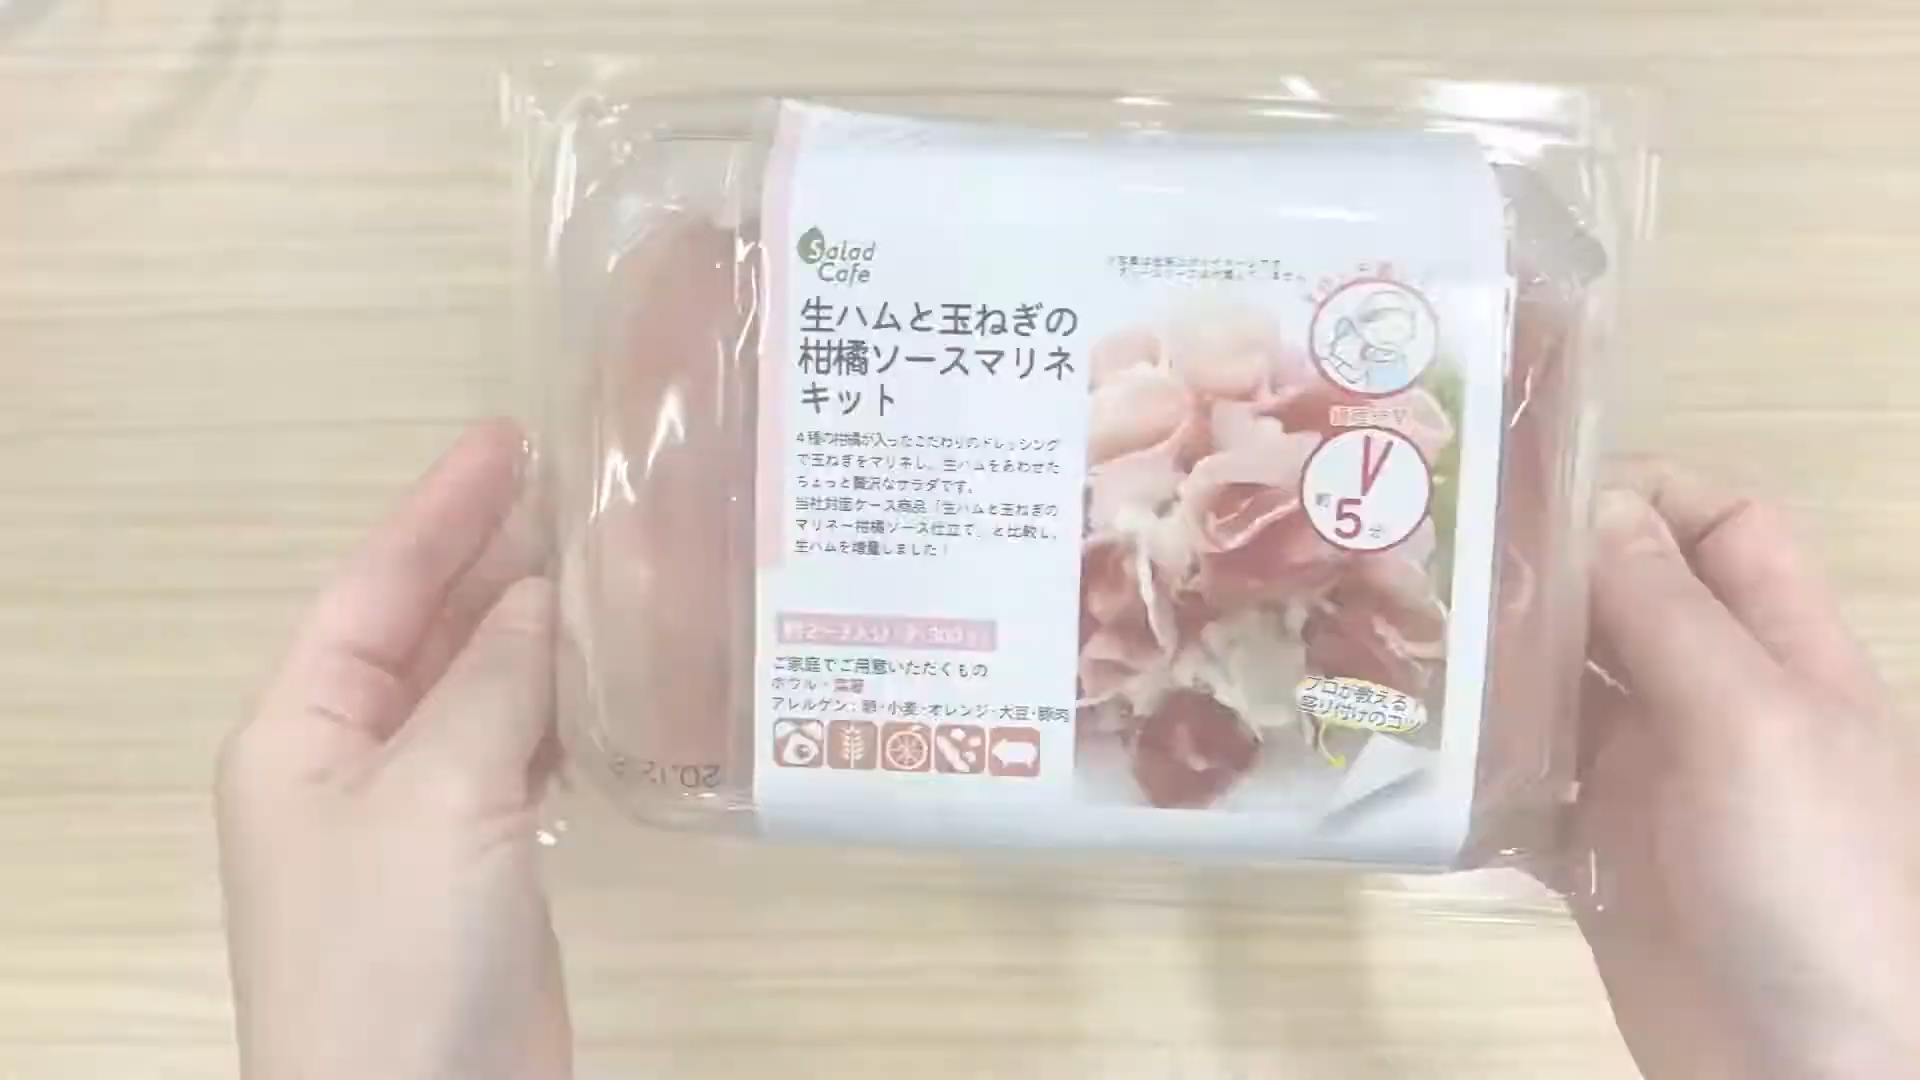 Salad
Cafe
生ハムと玉ねぎの
柑橘ソースマリネ
キット
4種の柑橘が入ったこだわりのドレッシング
で玉ねぎをマリネし、生ハムをあわせた
ちょっと贅沢なサラダです。
当社対面ケース商品「生ハムと玉ねぎの
マリネー柑橘ソース仕立て」と比較し、
生ハムを増量しました！
ご家庭でご用意いただくもの
ボウル・菜箸
アレルゲン：卵・小麦・オレンジ・大豆・豚肉
約
5
分
プロが教える！
盛り付けのコツ